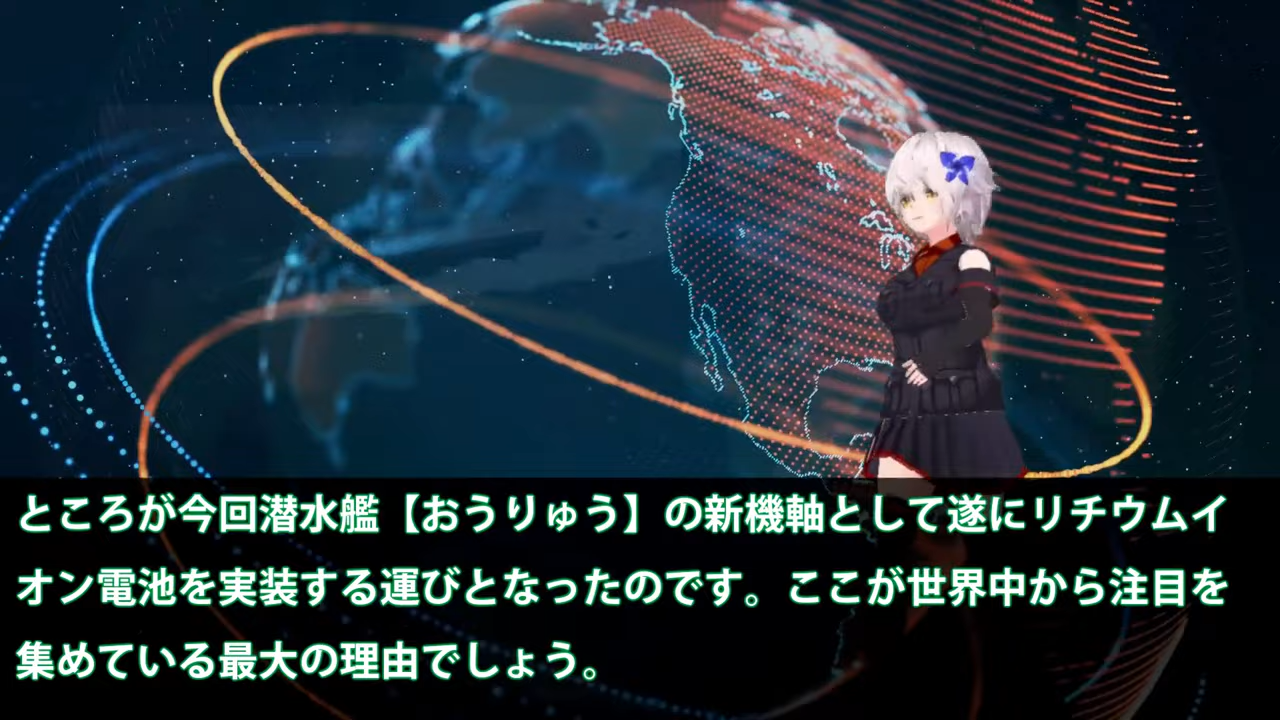 ところが今回潜水艦【おうりゅう】の新機軸として遂にリチウムイ
オン電池を実装する運びとなったのです。ここが世界中から注目を
集めている最大の理由でしょう。